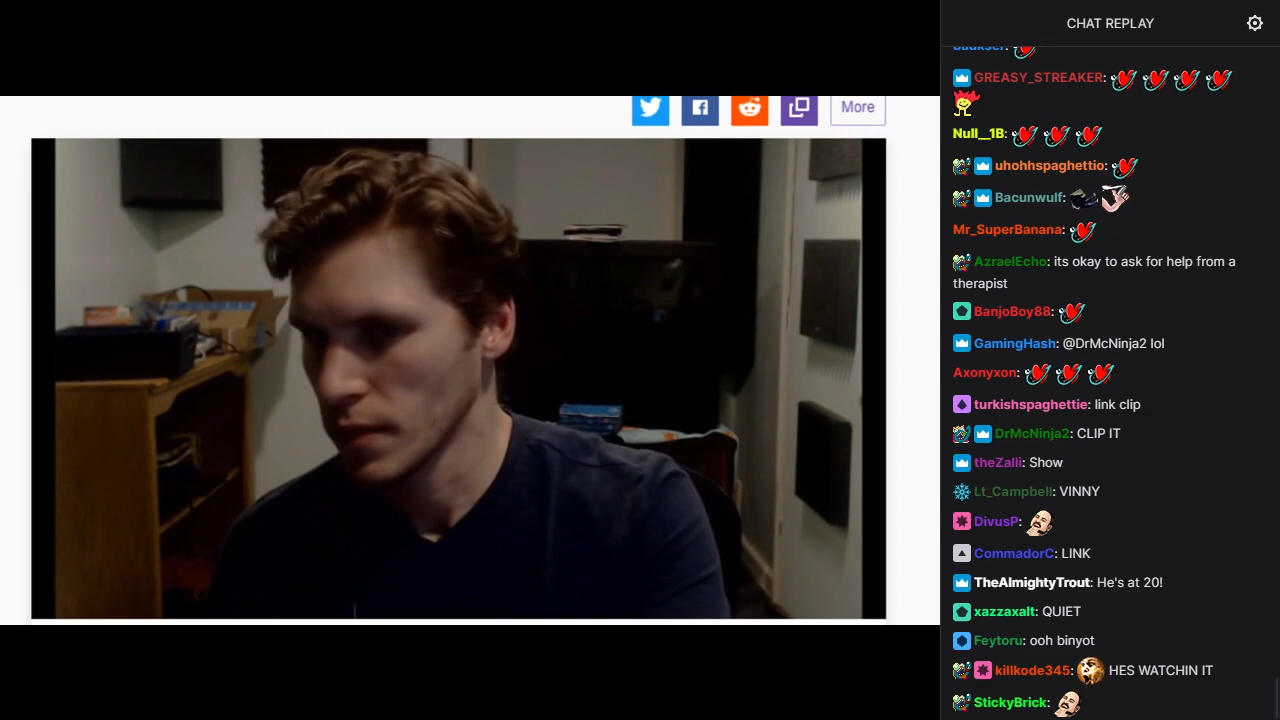 CHAT REPLAY
More
GREASY_STREAKER:
Null__1B:
uhohhspaghettio:
Bacunwulf:
Mr_SuperBanana:
AzraelEcho: its okay to ask for help from a
therapist
BanjoBoy88:
GamingHash: @DrMcNinja2 lol
Axonyxon:
turkishspaghettie: link clip
DrMcNinja2: CLIP IT
theZalli: Show
Lt_Campbell: VINNY
DivusP:
CommadorC: LINK
TheAlmightyTrout: He's at 20!
xazzaxalt: QUIET
Feytoru: ooh binyot
killkode345: HES WATCHIN IT
StickyBrick: